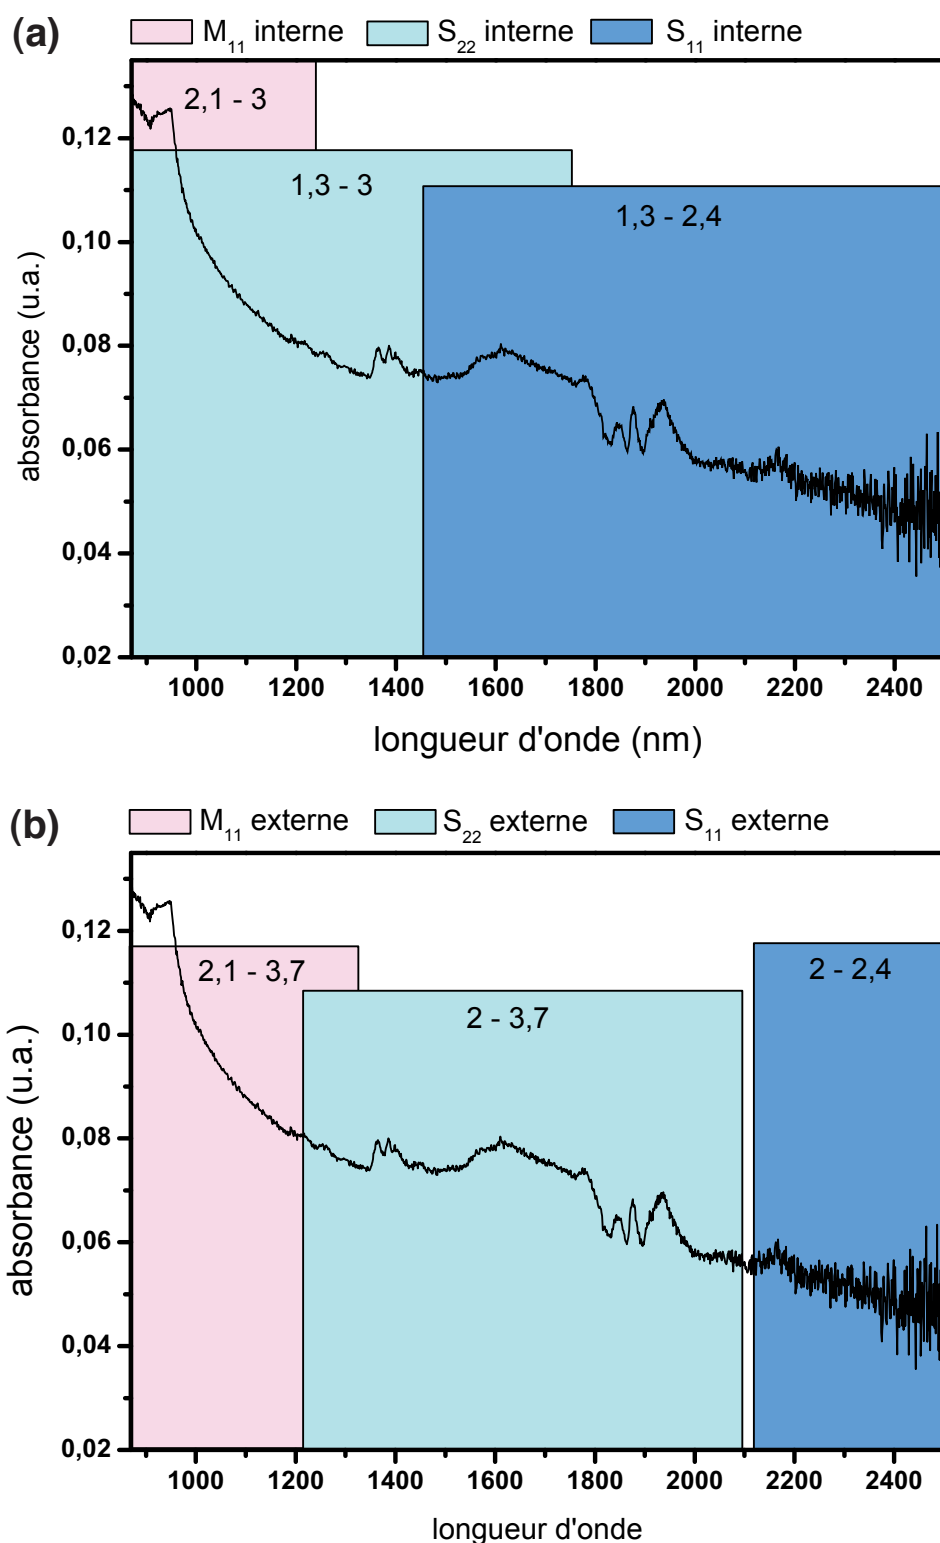 (a) M11 interne S22 interne S11 interne
2,1 - 3
0,12
1,3 - 3
1,3 - 2,4
0,10
0,08
0,06
0,04
0,02
absorbance (u.a.)
1000 1200 1400 1600 1800 2000 2200 2400
longueur d'onde (nm)
(b) M11 externe S22 externe S11 externe
0,12
2,1 - 3,7
2 - 2,4
2 - 3,7
0,10
0,08
0,06
0,04
0,02
absorbance (u.a.)
1000 1200 1400 1600 1800 2000 2200 2400
longueur d'onde